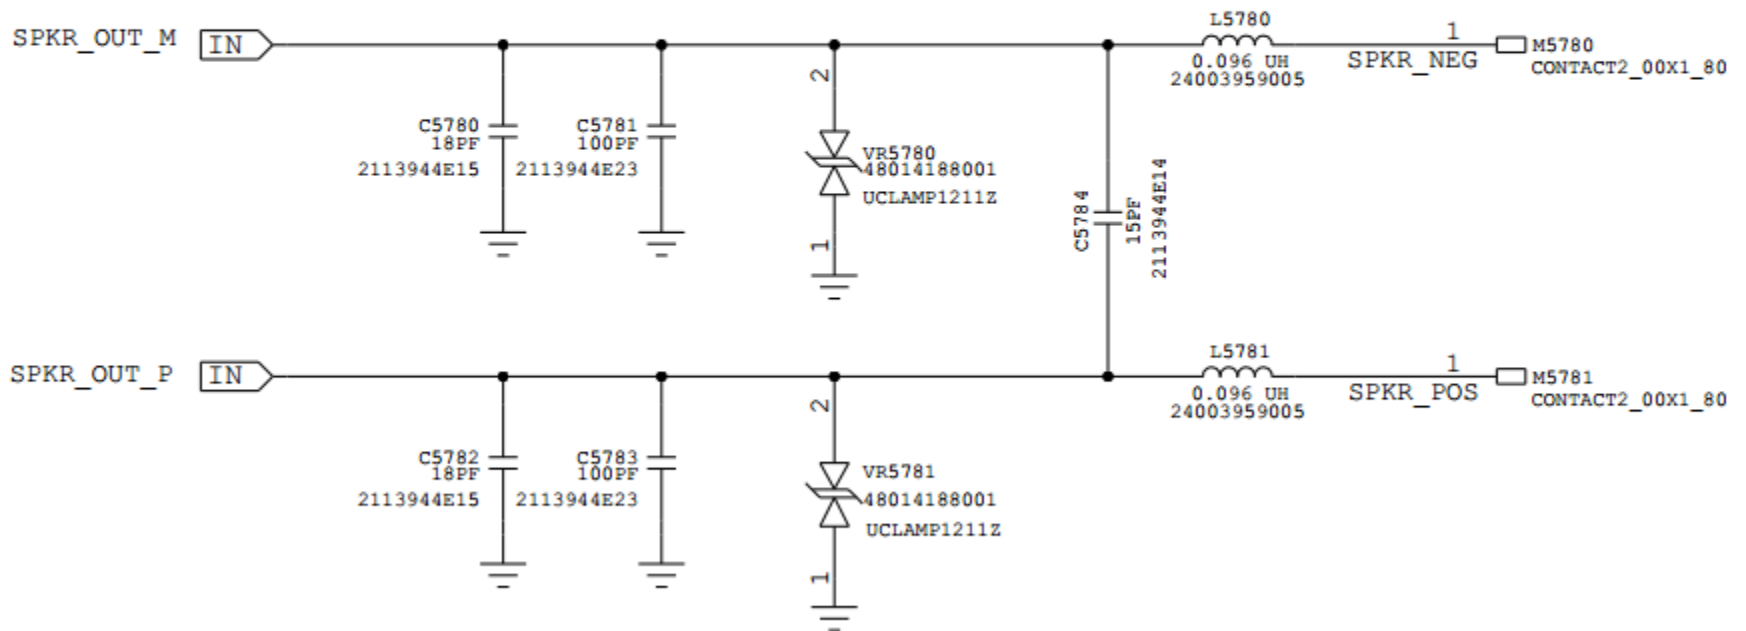 L5780
SPKR_OUT_M IN
1
M5780
SPKR_NEG
0.096 UH
CONTACT2_00X1_80
24003959005
2
C5780
18PF
2113944E15
C5781
100PF
2113944E23
VR5780
48014188001
UCLAMP1211Z
1
C5784
15PF
2113944E14
L5781
SPKR_OUT_P IN
1
M5781
SPKR_POS
0.096 UH
CONTACT2_00X1_80
24003959005
2
C5782
18PF
2113944E15
C5783
100PF
2113944E23
VR5781
48014188001
UCLAMP1211Z
1